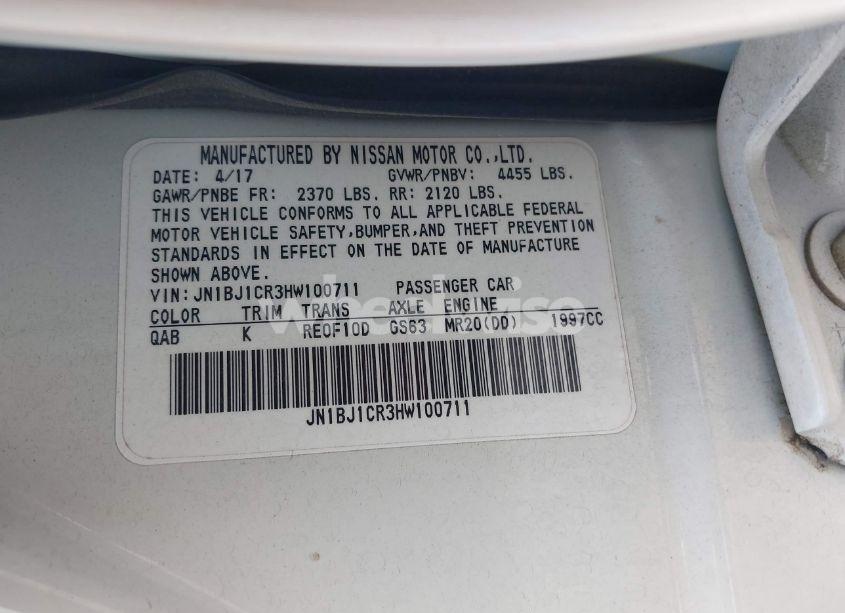 MANUFACTURED BY NISSAN MOTOR CO.,LTD.
DATE: 4/17 GVWR/PNBV: 4455 LBS.
GAWR/PNBE FR: 2370 LBS. RR: 2120 LBS.
THIS VEHICLE CONFORMS TO ALL APPLICABLE FEDERAL
MOTOR VEHICLE SAFETY,BUMPER,AND THEFT PREVENTION
STANDARDS IN EFFECT ON THE DATE OF MANUFACTURE
SHOWN ABOVE.
VIN:JN1BJ1CR3HW100711 PASSENGER CAR
COLOR TRIM TRANS AXLE ENGINE
QAB K RE0F10D GS63 MR20(DD) 1997CC
JN1BJ1CR3HW100711